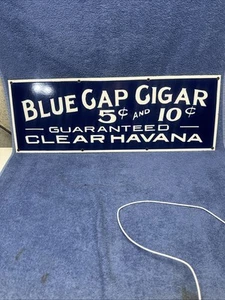 BLUE CAP CIGAR
5¢ AND 10¢
GUARANTEED
CLEAR HAVANA